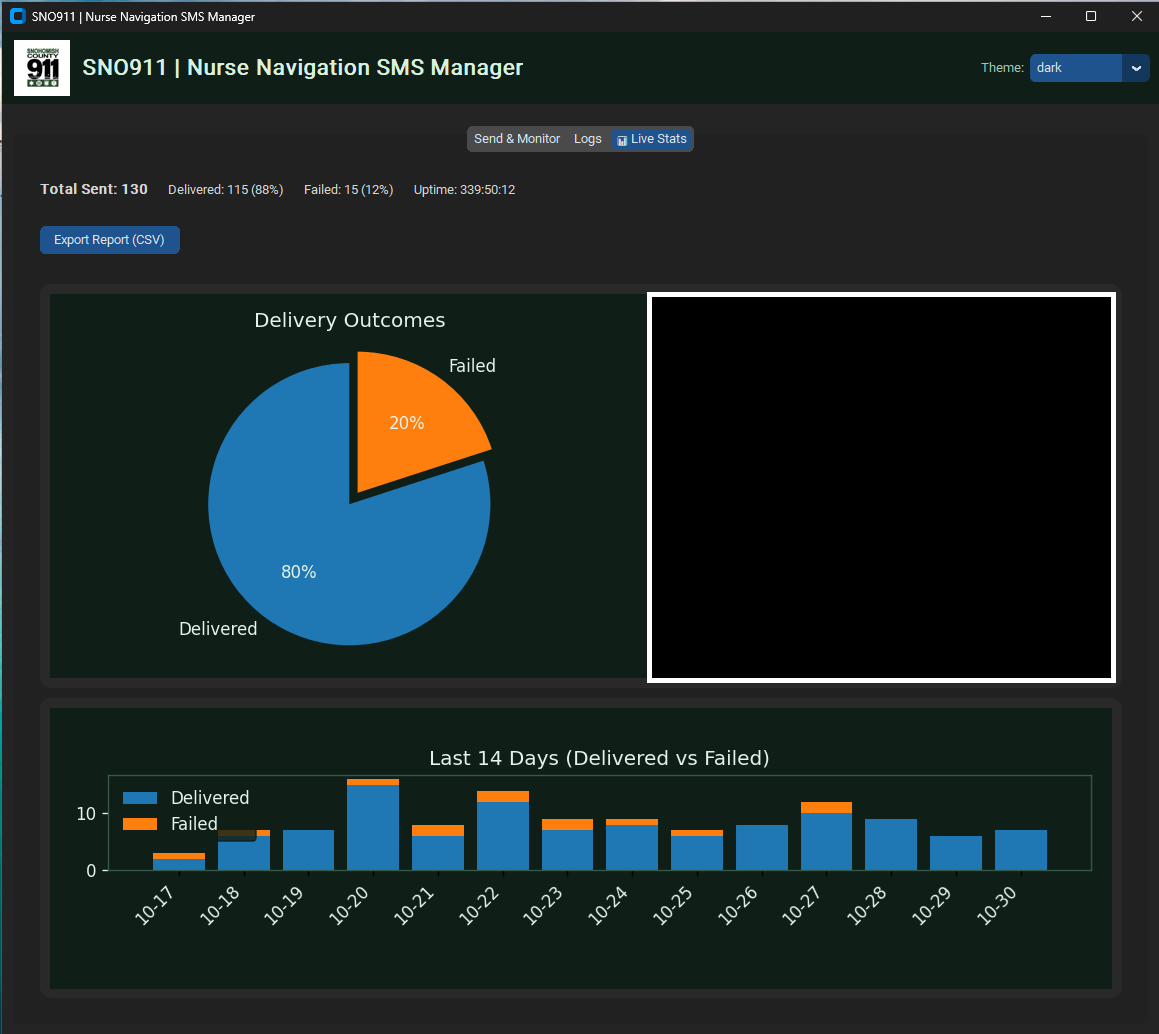 SNO911 | Nurse Navigation SMS Manager
SNOHOMISH
COUNTY
911
SNO911 | Nurse Navigation SMS Manager
Theme: dark
Send & Monitor Logs Live Stats
Total Sent: 130 Delivered: 115 (88%) Failed: 15 (12%) Uptime: 339:50:12
Export Report (CSV)
Delivery Outcomes
Failed
20%
80%
Delivered
Last 14 Days (Delivered vs Failed)
Delivered
Failed
10
0
10-17 10-18 10-19 10-20 10-21 10-22 10-23 10-24 10-25 10-26 10-27 10-28 10-29 10-30